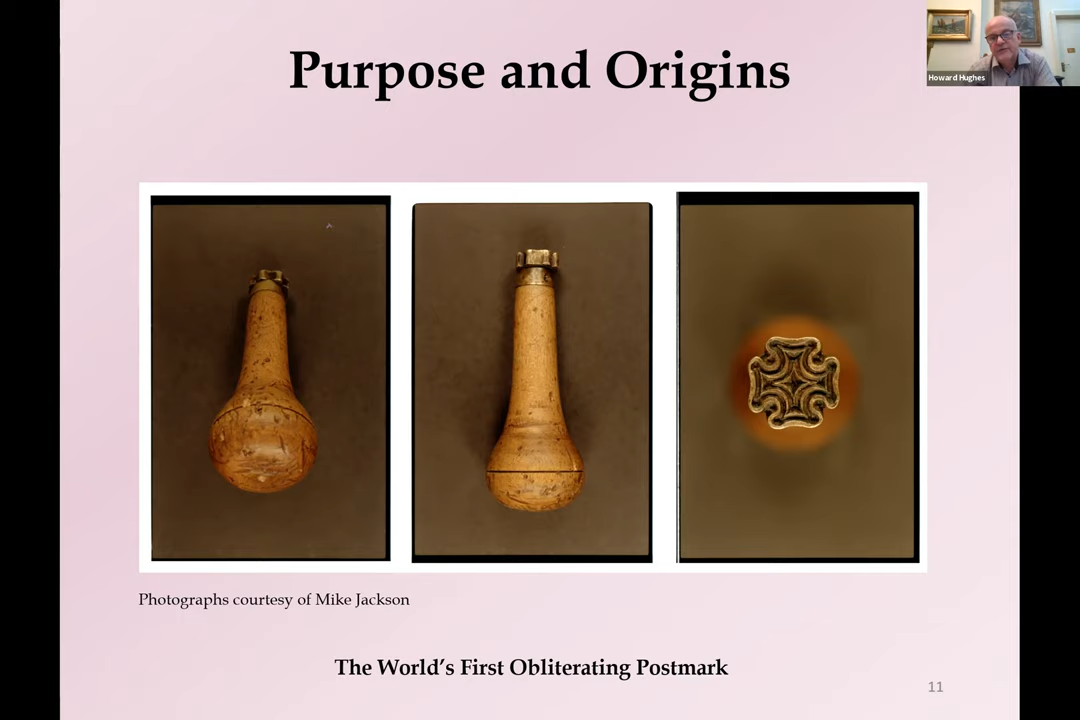 Purpose and Origins
Howard Hughes
Photographs courtesy of Mike Jackson
The World's First Obliterating Postmark
11